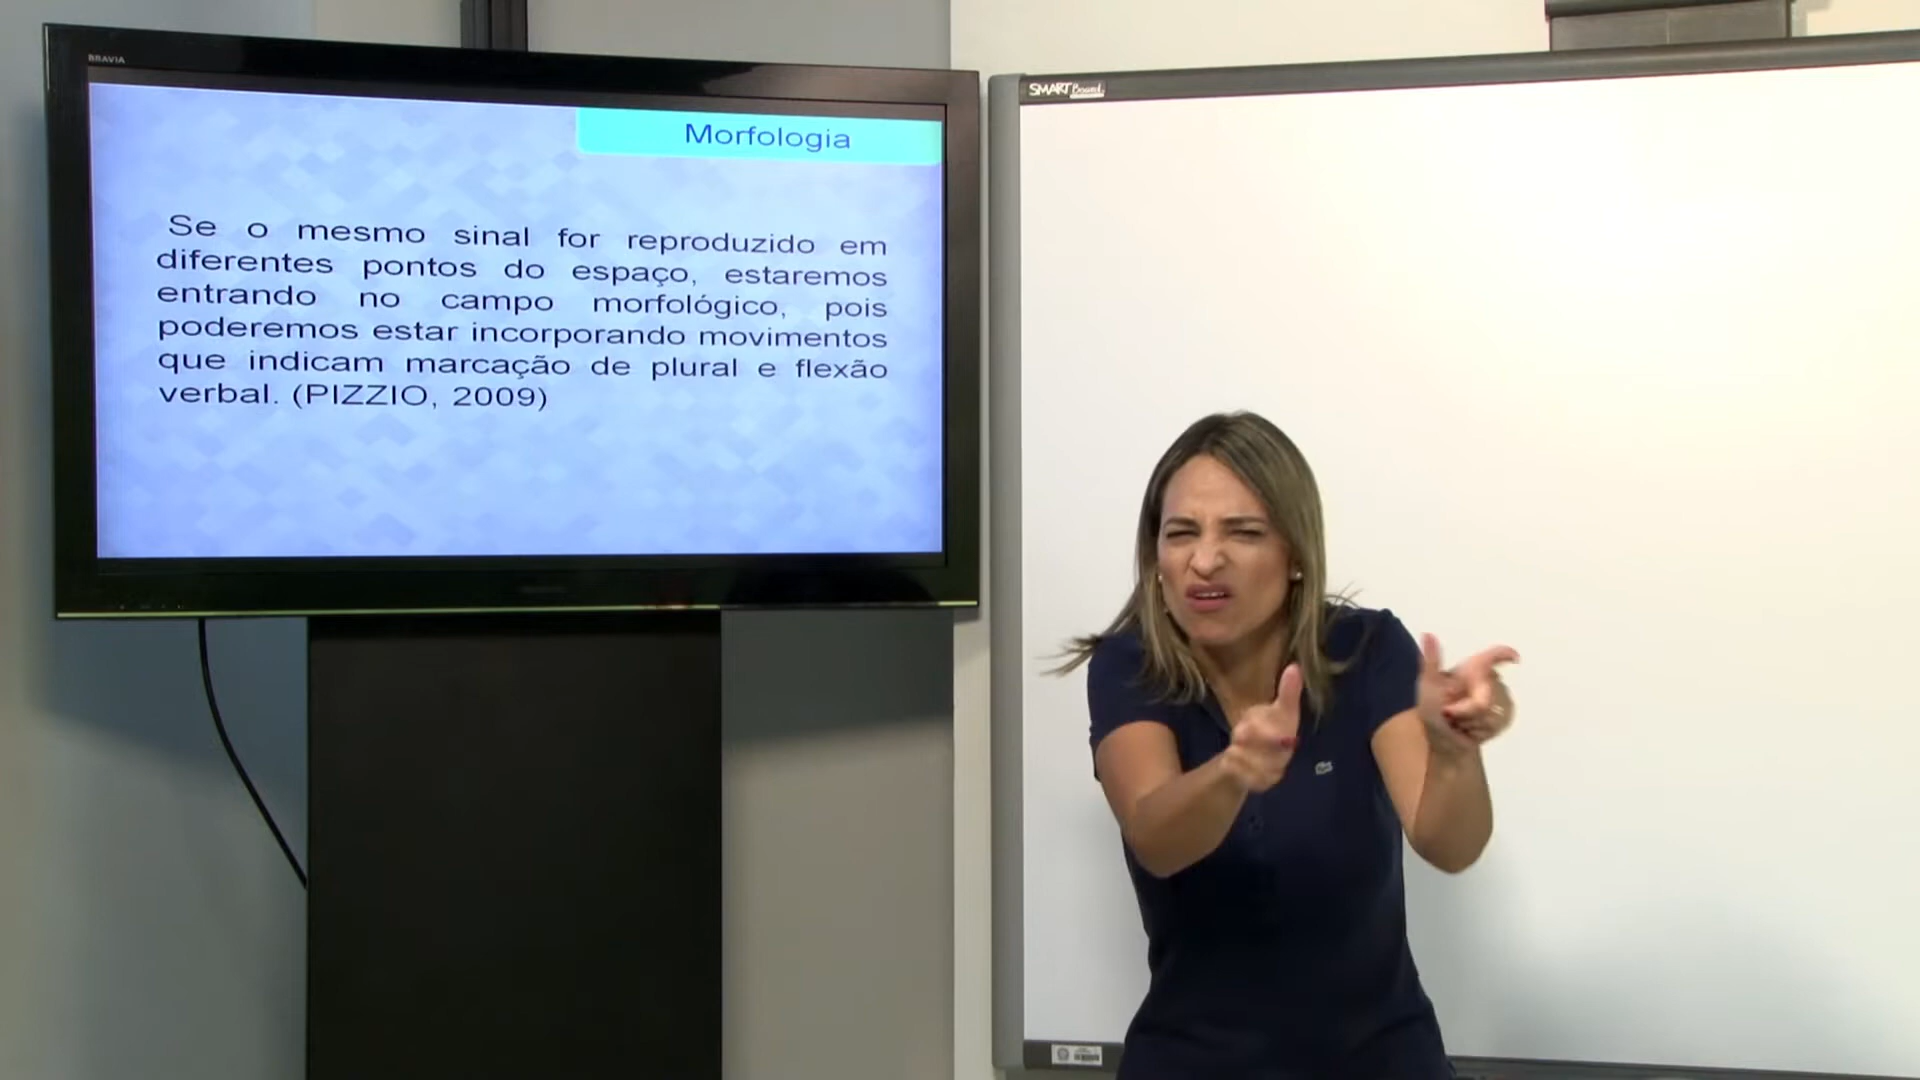 BRAVIA
Morfologia
Se o mesmo sinal for reproduzido em
diferentes pontos do espaço, estaremos
entrando no campo morfológico, pois
poderemos estar incorporando movimentos
que indicam marcação de plural e flexão
verbal. (PIZZIO, 2009)
SMART Board